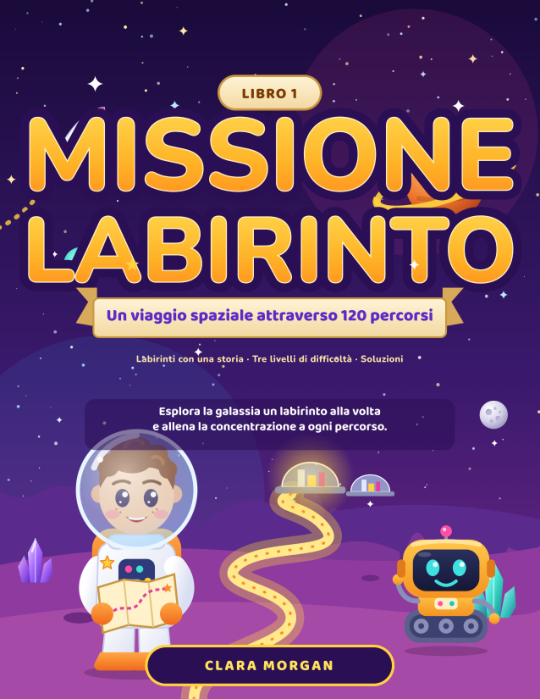 LIBRO 1
MISSIONE
LABIRINTO
Un viaggio spaziale attraverso 120 percorsi
Labirinti con una storia · Tre livelli di difficoltà · Soluzioni
Esplora la galassia un labirinto alla volta
e allena la concentrazione a ogni percorso.
CLARA MORGAN